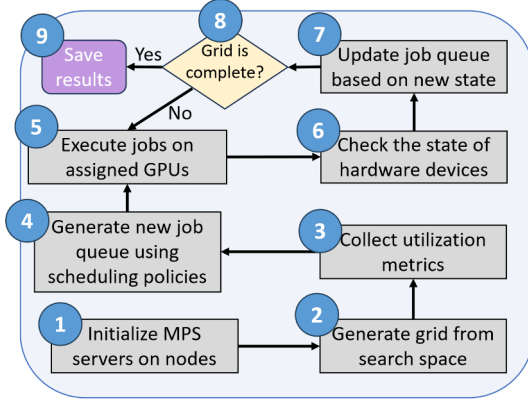 9
Save
results
Yes
8
Grid is
complete?
No
7
Update job queue
based on new state
5
Execute jobs on
assigned GPUs
6
Check the state of
hardware devices
4
Generate new job
queue using
scheduling policies
3
Collect utilization
metrics
1
Initialize MPS
servers on nodes
2
Generate grid from
search space